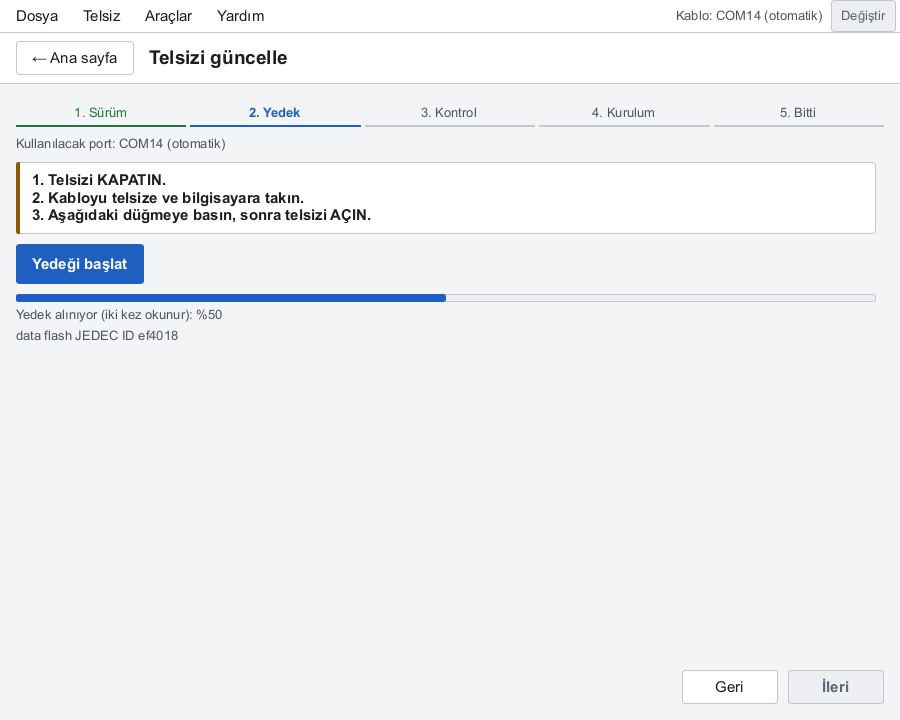 Dosya Telsiz Araçlar Yardım Kablo: COM14 (otomatik) Değiştir
← Ana sayfa Telsizi güncelle
1. Sürüm 2. Yedek 3. Kontrol 4. Kurulum 5. Bitti
Kullanılacak port: COM14 (otomatik)
1. Telsizi KAPATIN.
2. Kabloyu telsize ve bilgisayara takın.
3. Aşağıdaki düğmeye basın, sonra telsizi AÇIN.
Yedeği başlat
Yedek alınıyor (iki kez okunur): %50
data flash JEDEC ID ef4018
Geri İleri